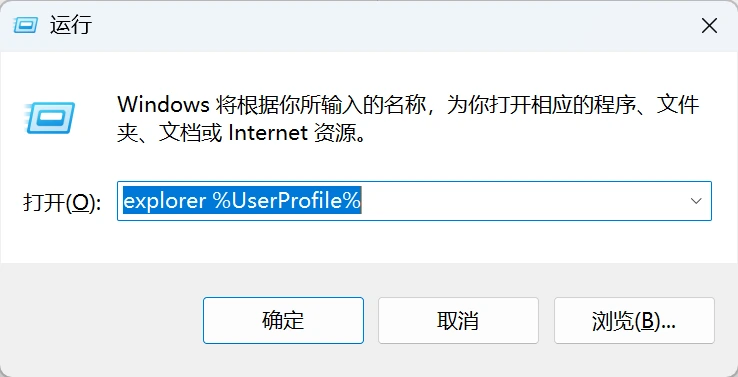 运行
Windows 将根据你所输入的名称，为你打开相应的程序、文件
夹、文档或 Internet 资源。
打开(O): explorer %UserProfile%
确定 取消 浏览(B)...